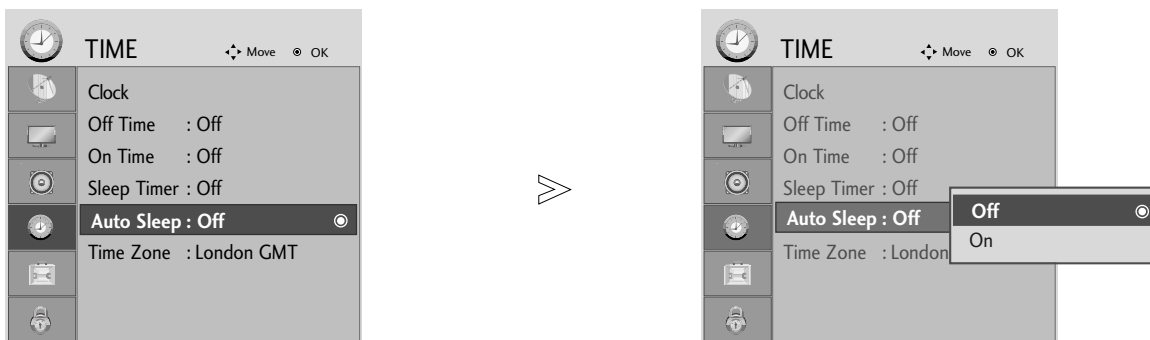 TIME Move OK
Clock
Off Time : Off
On Time : Off
Sleep Timer : Off
Auto Sleep : Off
Time Zone : London GMT
TIME Move OK
Clock
Off Time : Off
On Time : Off
Sleep Timer : Off
Auto Sleep : Off
Time Zone : London
Off
On